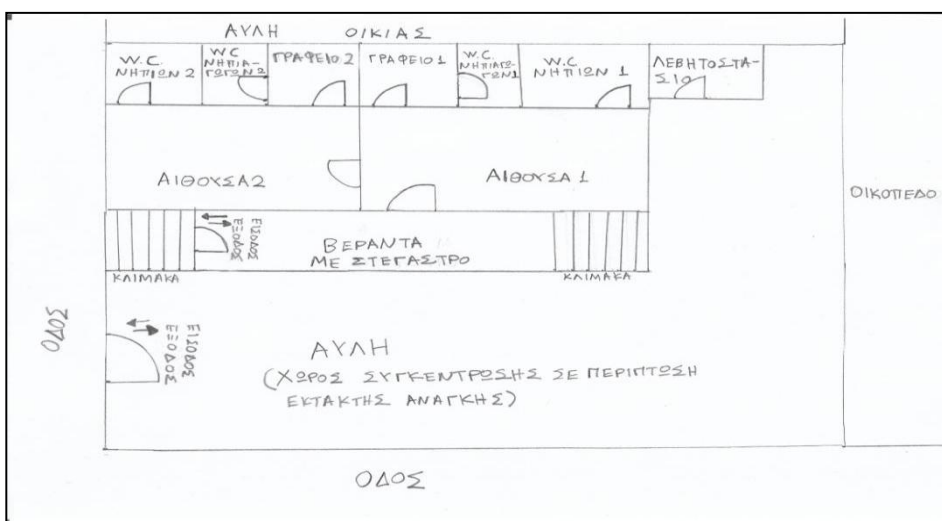 ΑΥΛΗ ΟΙΚΙΑΣ
W.C. ΝΗΠΙΩΝ 2
WC ΝΗΠΙΑ-
ΓΩΓΩΝ 2
ΓΡΑΦΕΙΟ 2
ΓΡΑΦΕΙΟ 1
W.C. ΝΗΠΙΑΓΩ-
ΓΩΝ 1
W.C.
ΝΗΠΙΩΝ 1
ΛΕΒΗΤΟΣΤΑ-
ΣΙΟ
ΑΙΘΟΥΣΑ 2
ΑΙΘΟΥΣΑ 1
ΟΙΚΟΠΕΔΟ
ΕΙΣΟΔΟΣ
ΕΞΟΔΟΣ
ΒΕΡΑΝΤΑ
ΜΕ ΣΤΕΓΑΣΤΡΟ
ΚΛΙΜΑΚΑ
ΚΛΙΜΑΚΑ
ΟΔΟΣ
ΕΙΣΟΔΟΣ
ΕΞΟΔΟΣ
ΑΥΛΗ
(ΧΩΡΟΣ ΣΥΓΚΕΝΤΡΩΣΗΣ ΣΕ ΠΕΡΙΠΤΩΣΗ
ΕΚΤΑΚΤΗΣ ΑΝΑΓΚΗΣ)
ΟΔΟΣ